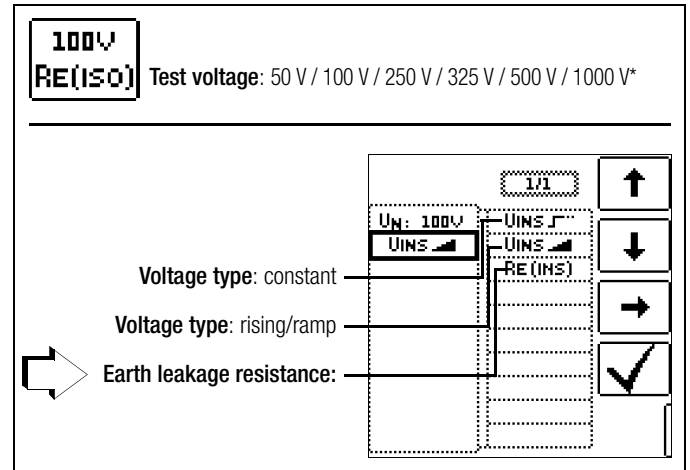 100V
RE(ISO) Test voltage: 50 V / 100 V / 250 V / 325 V / 500 V / 1000 V*
1/1
UN: 100V UINS
UINS UINS
RE(INS)
Voltage type: constant
Voltage type: rising/ramp
Earth leakage resistance: